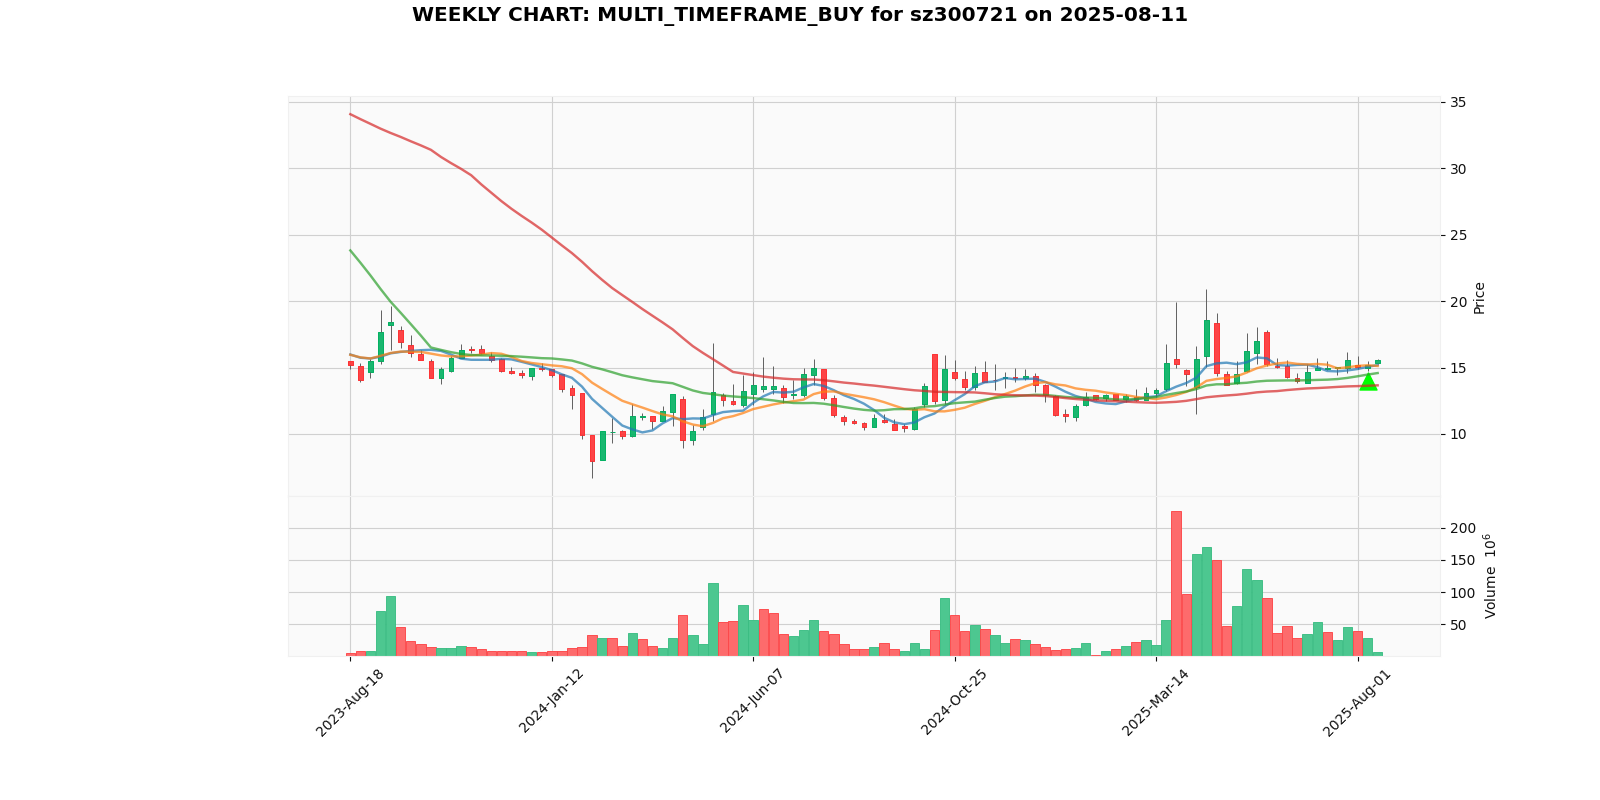 WEEKLY CHART: MULTI_TIMEFRAME_BUY for sz300721 on 2025-08-11
35
30
25
20
15
10
Price
200
150
100
50
Volume 10^6
2023-Aug-18
2024-Jan-12
2024-Jun-07
2024-Oct-25
2025-Mar-14
2025-Aug-01